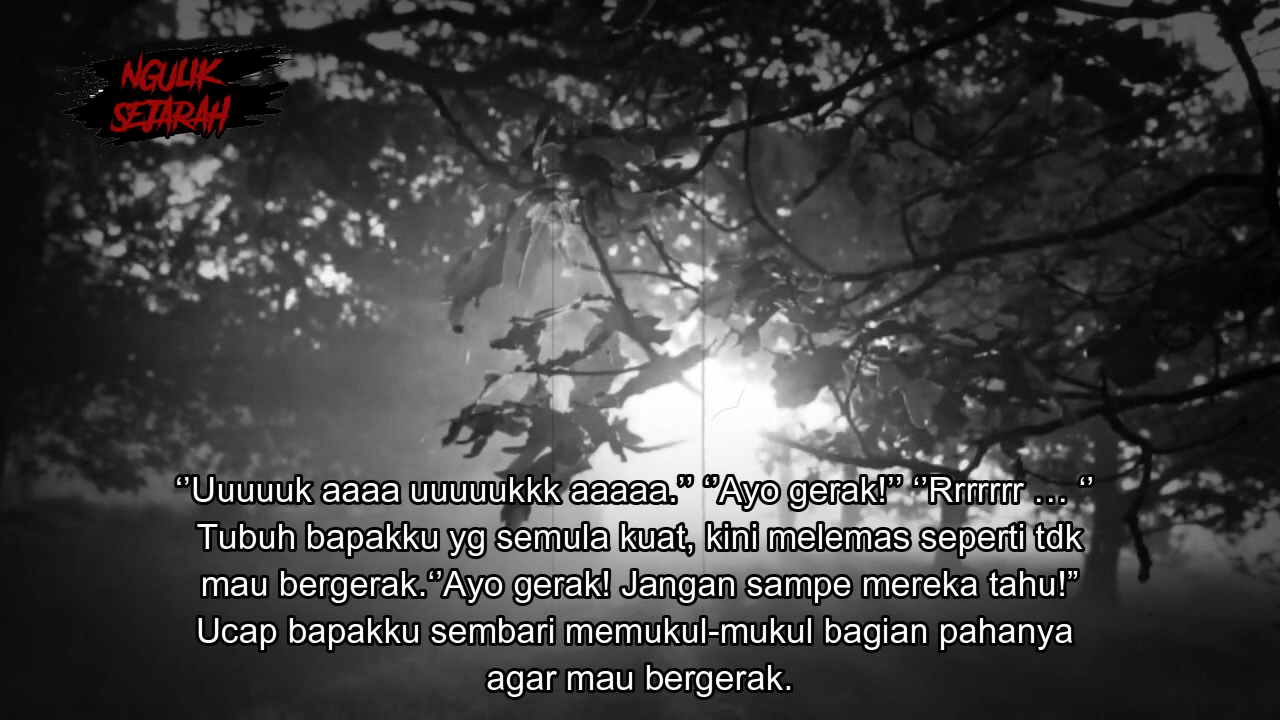 NGULIK
SEJARAH
‘’Uuuuuk aaaa uuuuukkk aaaaa.’’ ‘’Ayo gerak!’’ ‘’Rrrrrrr … ‘’
Tubuh bapakku yg semula kuat, kini melemas seperti tdk
mau bergerak.‘’Ayo gerak! Jangan sampe mereka tahu!”
Ucap bapakku sembari memukul-mukul bagian pahanya
agar mau bergerak.